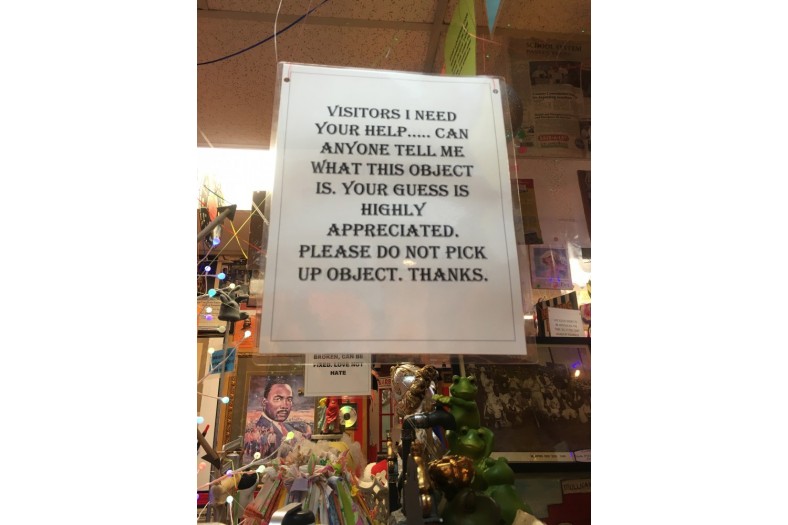 VISITORS I NEED
YOUR HELP..... CAN
ANYONE TELL ME
WHAT THIS OBJECT
IS. YOUR GUESS IS
HIGHLY
APPRECIATED.
PLEASE DO NOT PICK
UP OBJECT. THANKS.
BROKEN, CAN BE
FIXED. LOVE NOT
HATE